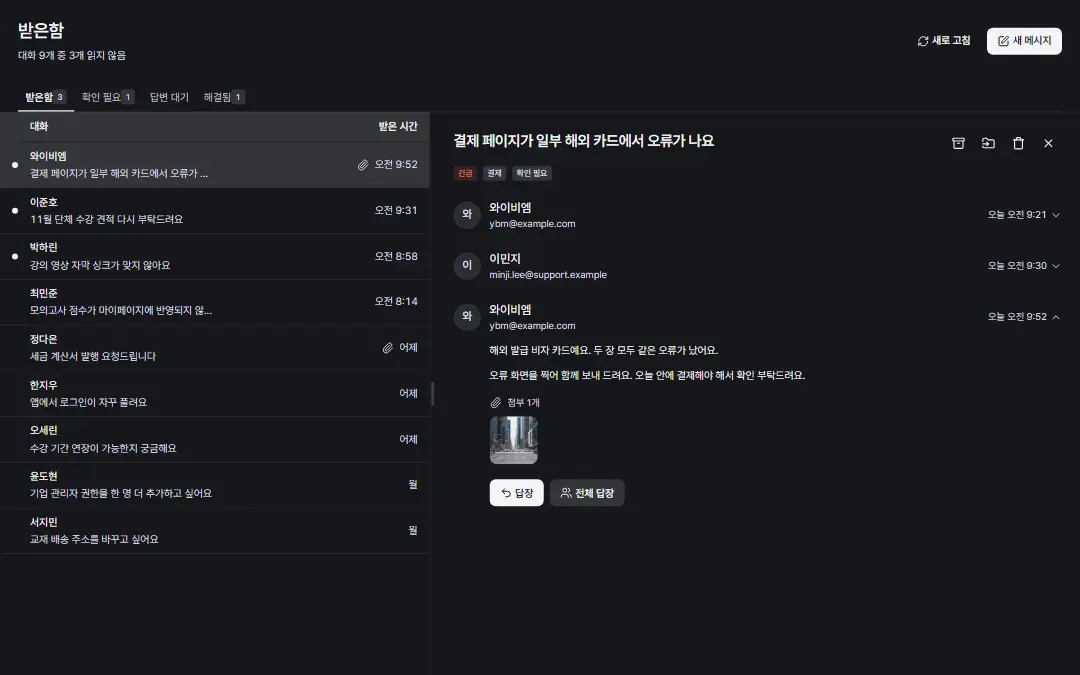 받은함
대화 9개 중 3개 읽지 않음
새로 고침
새 메시지
받은함 3
확인 필요 1
답변 대기
해결됨 1
대화
받은 시간
와이비엠
결제 페이지가 일부 해외 카드에서 오류가 ...
오전 9:52
이준호
11월 단체 수강 견적 다시 부탁드려요
오전 9:31
박하린
강의 영상 자막 싱크가 맞지 않아요
오전 8:58
최민준
모의고사 점수가 마이페이지에 반영되지 않...
오전 8:14
정다은
세금 계산서 발행 요청드립니다
어제
한지우
앱에서 로그인이 자꾸 풀려요
어제
오세린
수강 기간 연장이 가능한지 궁금해요
어제
윤도현
기업 관리자 권한을 한 명 더 추가하고 싶어요
월
서지민
교재 배송 주소를 바꾸고 싶어요
월
결제 페이지가 일부 해외 카드에서 오류가 나요
긴급
결제
확인 필요
와
와이비엠
ybm@example.com
오늘 오전 9:21
이
이민지
minji.lee@support.example
오늘 오전 9:30
와
와이비엠
ybm@example.com
오늘 오전 9:52
해외 발급 비자 카드예요. 두 장 모두 같은 오류가 났어요.
오류 화면을 찍어 함께 보내 드려요. 오늘 안에 결제해야 해서 확인 부탁드려요.
첨부 1개
답장
전체 답장